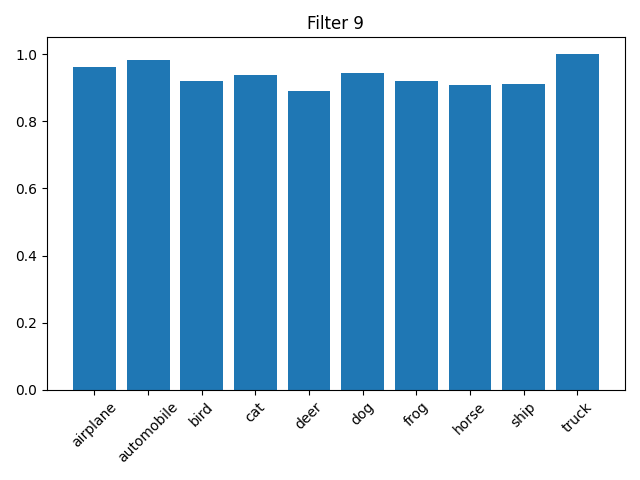 Filter 9
1.0
0.8
0.6
0.4
0.2
0.0
airplane
automobile
bird
cat
deer
dog
frog
horse
ship
truck